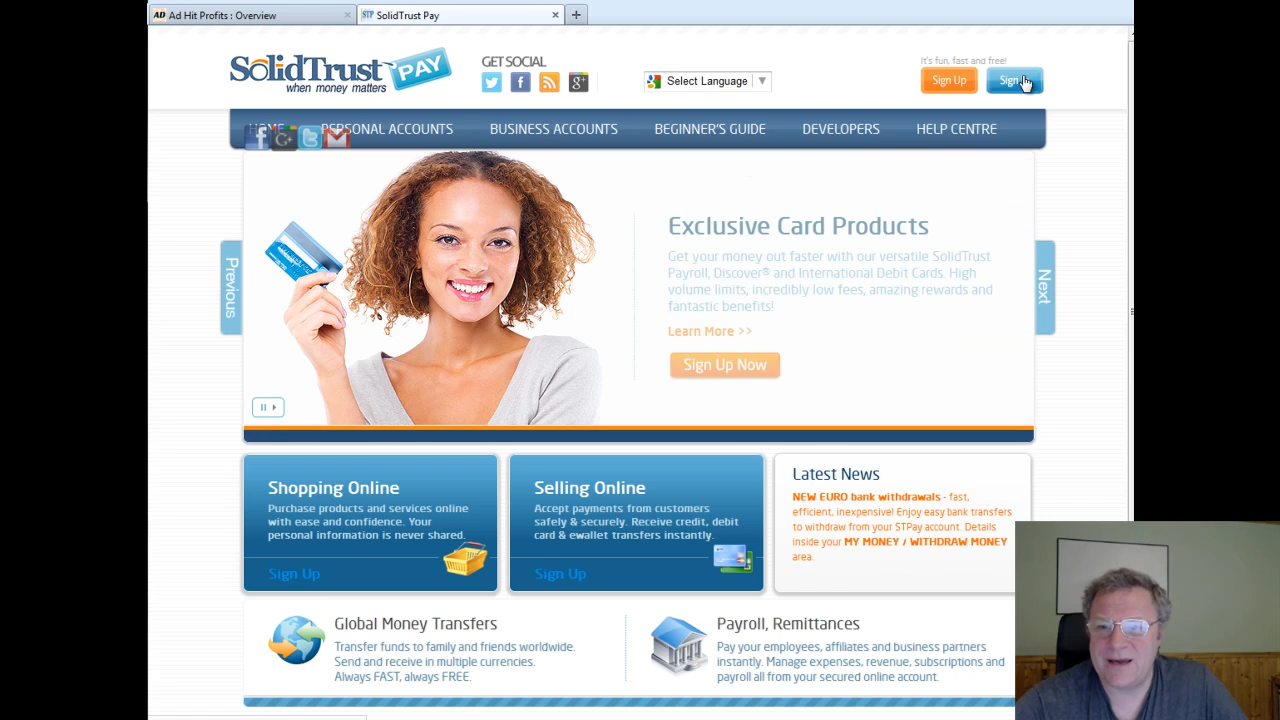 Ad Hit Profits : Overview
SolidTrust Pay
SOLIDTRUST PAY
when money matters
GET SOCIAL
Select Language
It's fun, fast and free!
Sign Up
Sign
HOME
PERSONAL ACCOUNTS
BUSINESS ACCOUNTS
BEGINNER'S GUIDE
DEVELOPERS
HELP CENTRE
Previous
Exclusive Card Products
Get your money out faster with our versatile SolidTrust
Payroll, Discover® and International Debit Cards. High
volume limits, incredibly low fees, amazing rewards and
fantastic benefits!
Learn More >>
Sign Up Now
Next
Shopping Online
Purchase products and services online
with ease and confidence. Your
personal information is never shared.
Sign Up
Selling Online
Accept payments from customers
safely & securely. Receive credit, debit
card & ewallet transfers instantly.
Sign Up
Latest News
NEW EURO bank withdrawals - fast,
efficient, inexpensive! Enjoy easy bank transfers
to withdraw from your STPay account. Details
inside your MY MONEY / WITHDRAW MONEY
area.
Global Money Transfers
Transfer funds to family and friends worldwide.
Send and receive in multiple currencies.
Always FAST, always FREE.
Payroll, Remittances
Pay your employees, affiliates and business partners
instantly. Manage expenses, revenue, subscriptions and
payroll all from your secured online account.